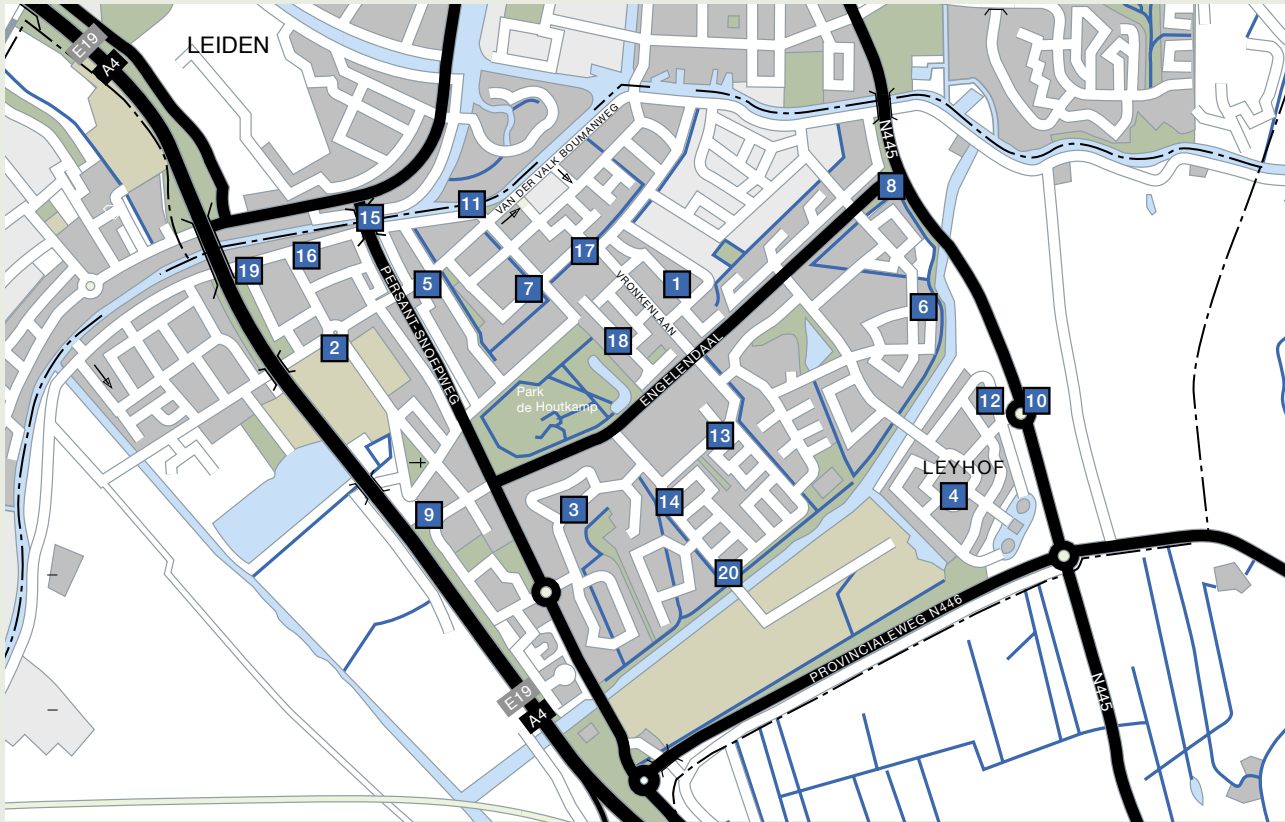 LEIDEN
E19
A4
VAN DER VALK BOUMANWEG
N445
8
11
15
17
16
19
5
7
1
PERSANT-SNOEPWEG
VRONKENLAAN
6
2
18
ENGELENDAAL
Park
de Houtkamp
12
10
13
LEYHOF
4
14
3
9
20
PROVINCIALEWEG N446
E19
A4
N445